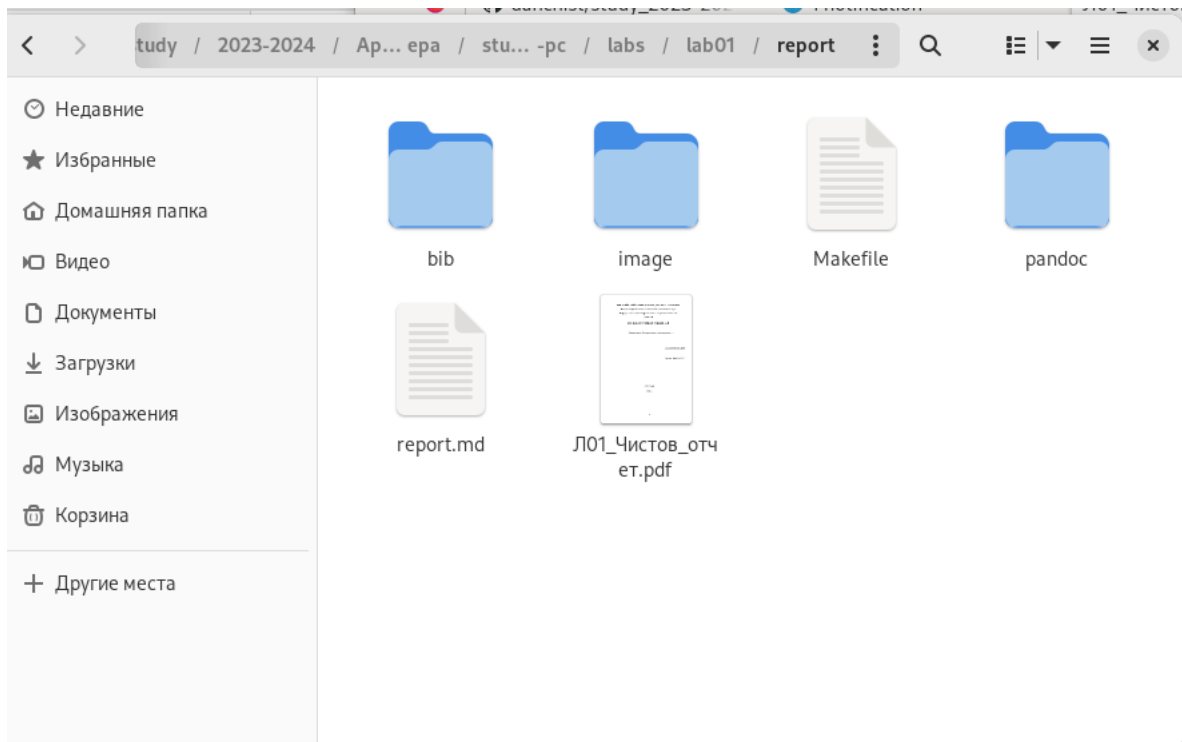 study / 2023-2024 / Ар... ера / stu... -pc / labs / lab01 / report
Недавние
Избранные
Домашняя папка
Видео
Документы
Загрузки
Изображения
Музыка
Корзина
Другие места
bib
image
Makefile
pandoc
report.md
Л01_Чистов_отч
ет.pdf